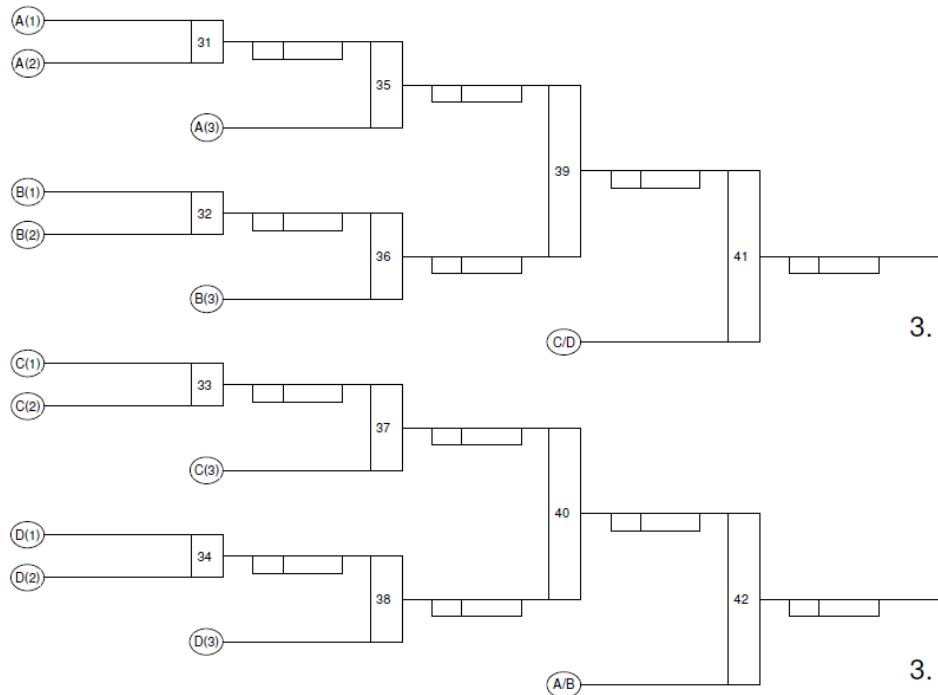 A(1)
31
A(2)
35
A(3)
39
B(1)
32
B(2)
36
41
B(3)
3.
C/D
C(1)
33
C(2)
37
C(3)
40
D(1)
34
D(2)
38
42
D(3)
3.
A/B